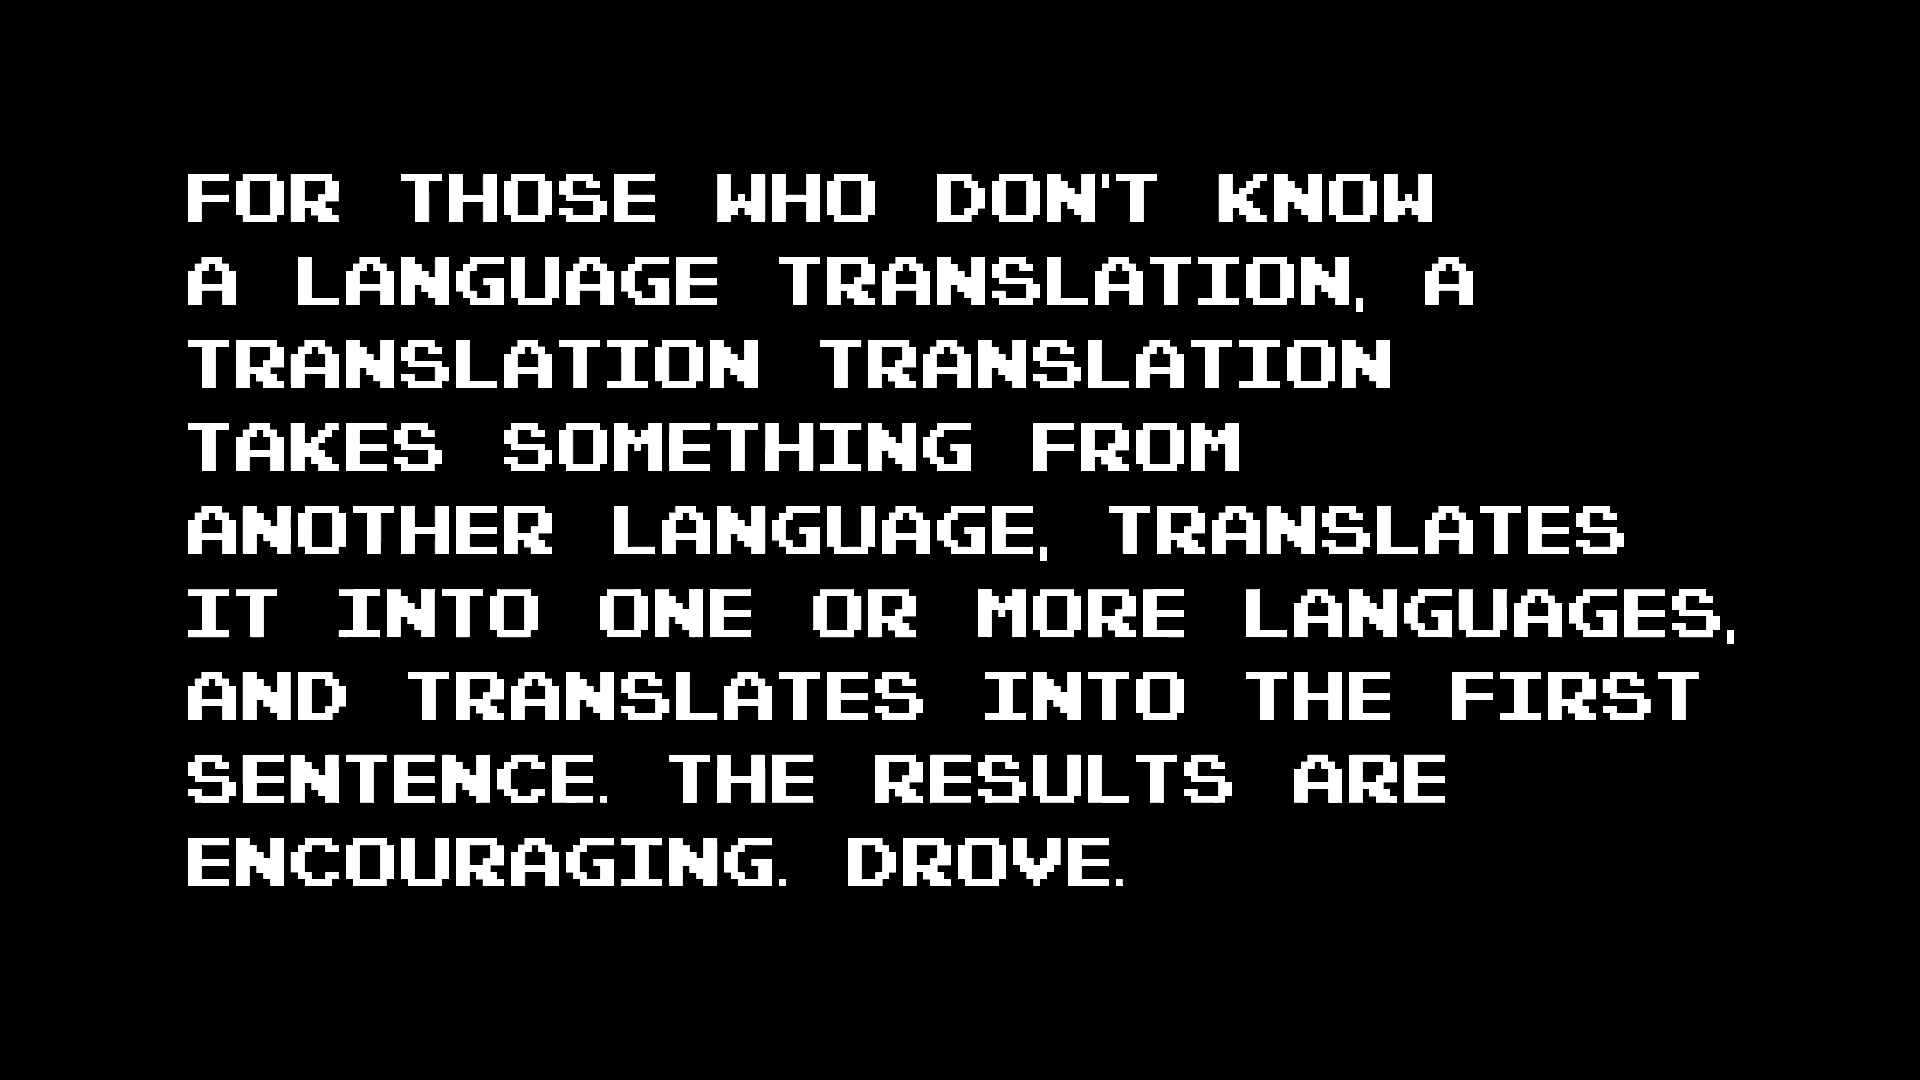 FOR THOSE WHO DON'T KNOW
A LANGUAGE TRANSLATION, A
TRANSLATION TRANSLATION
TAKES SOMETHING FROM
ANOTHER LANGUAGE, TRANSLATES
IT INTO ONE OR MORE LANGUAGES,
AND TRANSLATES INTO THE FIRST
SENTENCE. THE RESULTS ARE
ENCOURAGING. DROVE.